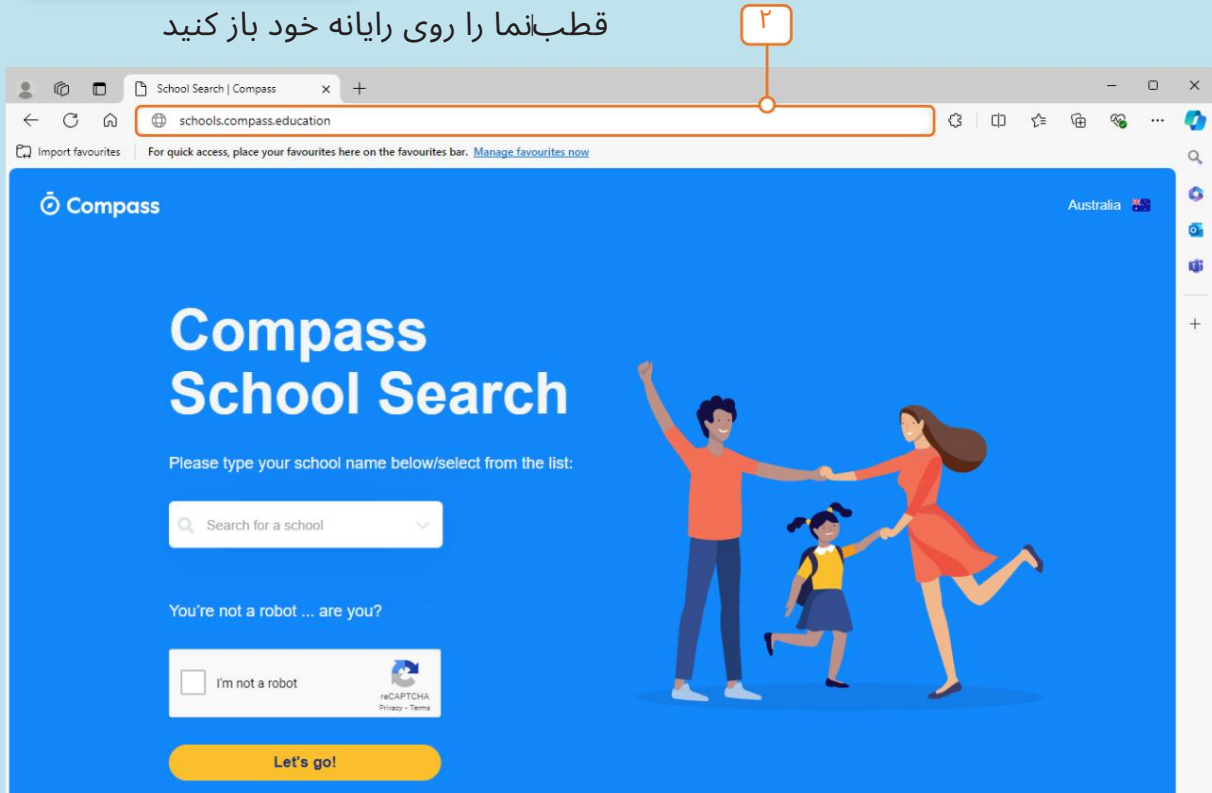 قطب‌نما را روی رایانه خود باز کنید
۲
School Search | Compass
schools.compass.education
Import favourites
For quick access, place your favourites here on the favourites bar. Manage favourites now
Compass
Australia
Compass
School Search
Please type your school name below/select from the list:
Search for a school
You're not a robot ... are you?
I'm not a robot
reCAPTCHA
Privacy - Terms
Let's go!